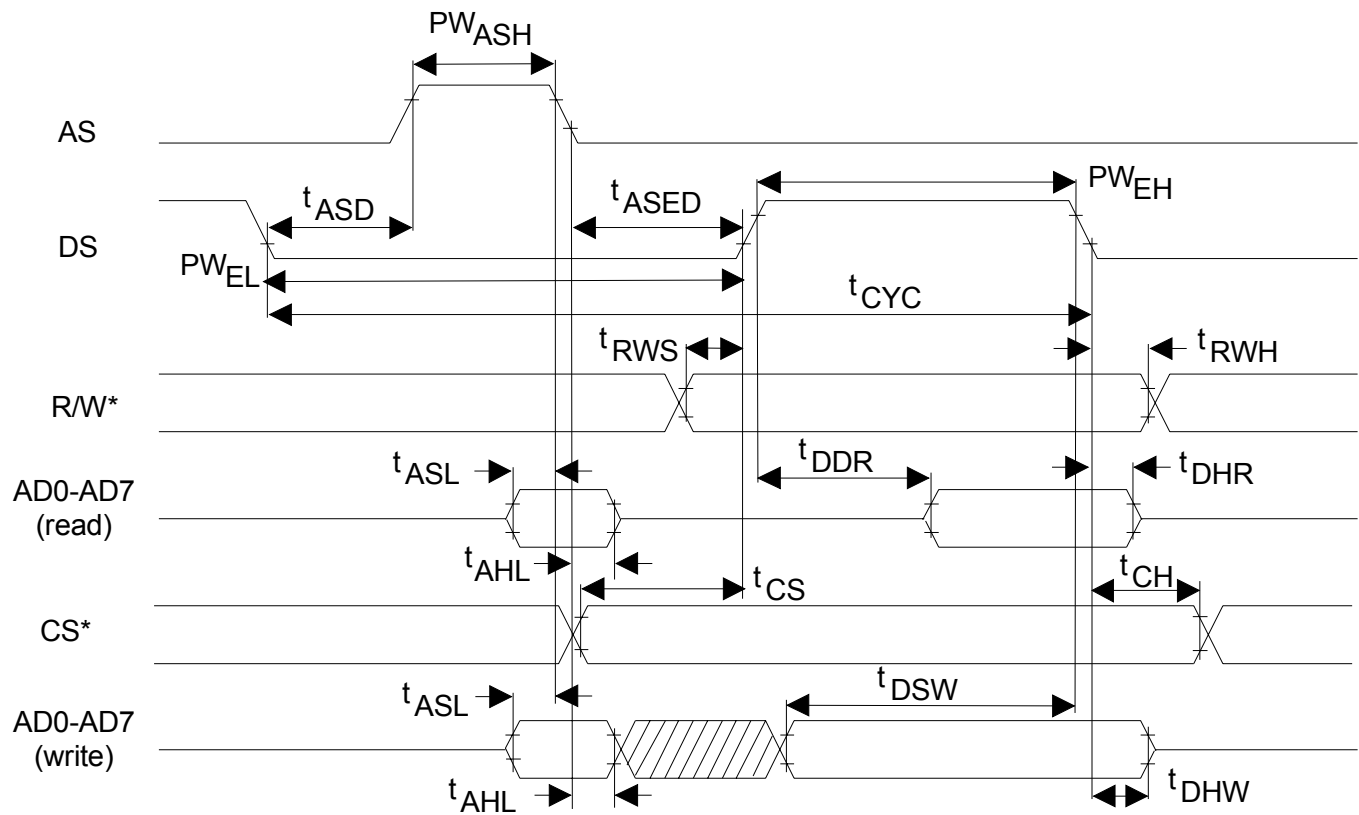 PWASH
AS
tASD
tASED
PWEH
DS
PWEL
tCYC
tRWS
tRWH
R/W*
tASL
tDDR
tDHR
AD0-AD7
(read)
tAHL
tCS
tCH
CS*
tASL
tDSW
AD0-AD7
(write)
tAHL
tDHW